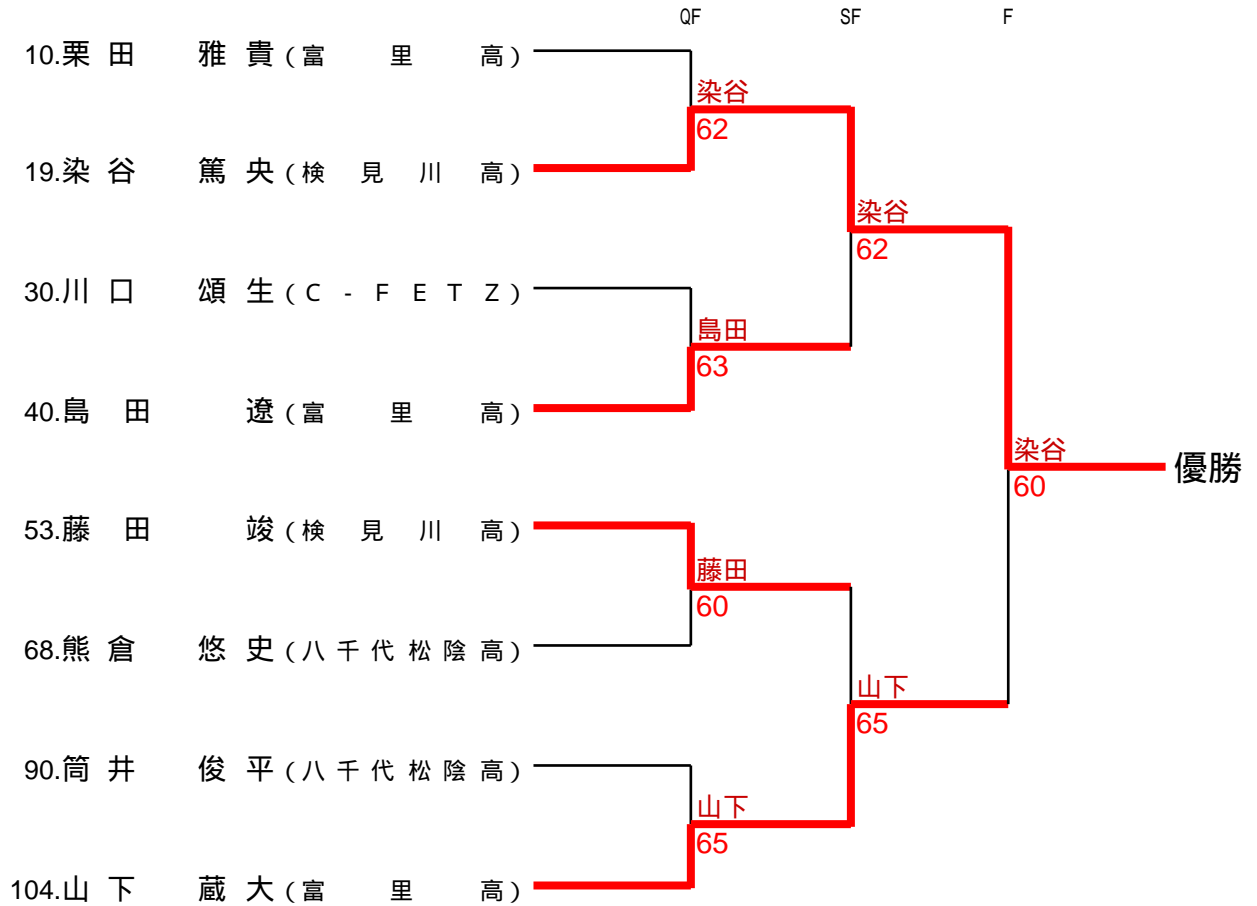 QF SF F
10.栗田 雅貴(富里高)
染谷
62
19.染谷 篤央(検見川高)
染谷
62
30.川口 頌生(C-FETZ)
島田
63
40.島田 遼(富里高)
染谷
60
優勝
53.藤田 竣(検見川高)
藤田
60
68.熊倉 悠史(八千代松陰高)
山下
65
90.筒井 俊平(八千代松陰高)
山下
65
104.山下 蔵大(富里高)